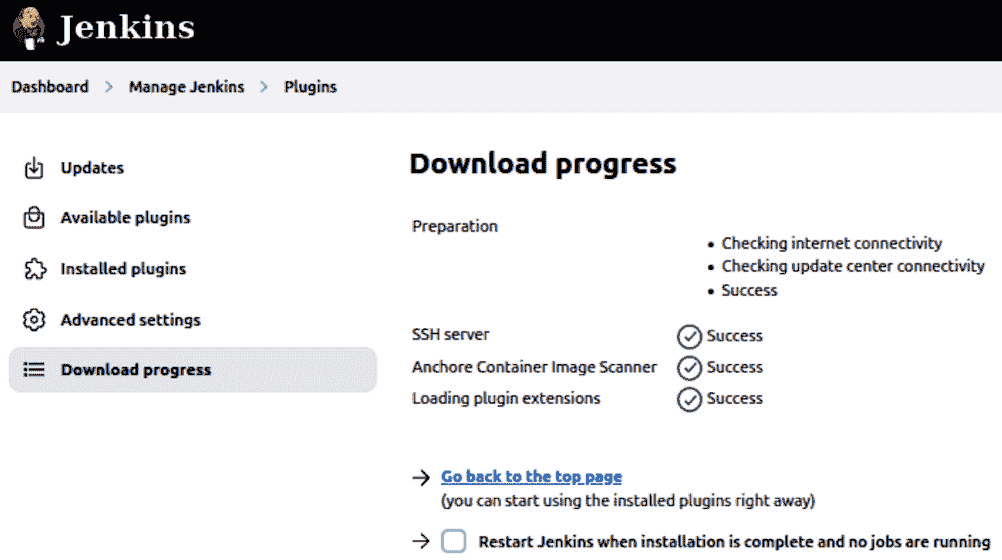 Jenkins
Dashboard > Manage Jenkins > Plugins
Updates
Available plugins
Installed plugins
Advanced settings
Download progress
Download progress
Preparation
• Checking internet connectivity
• Checking update center connectivity
• Success
SSH server Success
Anchore Container Image Scanner Success
Loading plugin extensions Success
→ Go back to the top page
(you can start using the installed plugins right away)
→ Restart Jenkins when installation is complete and no jobs are running